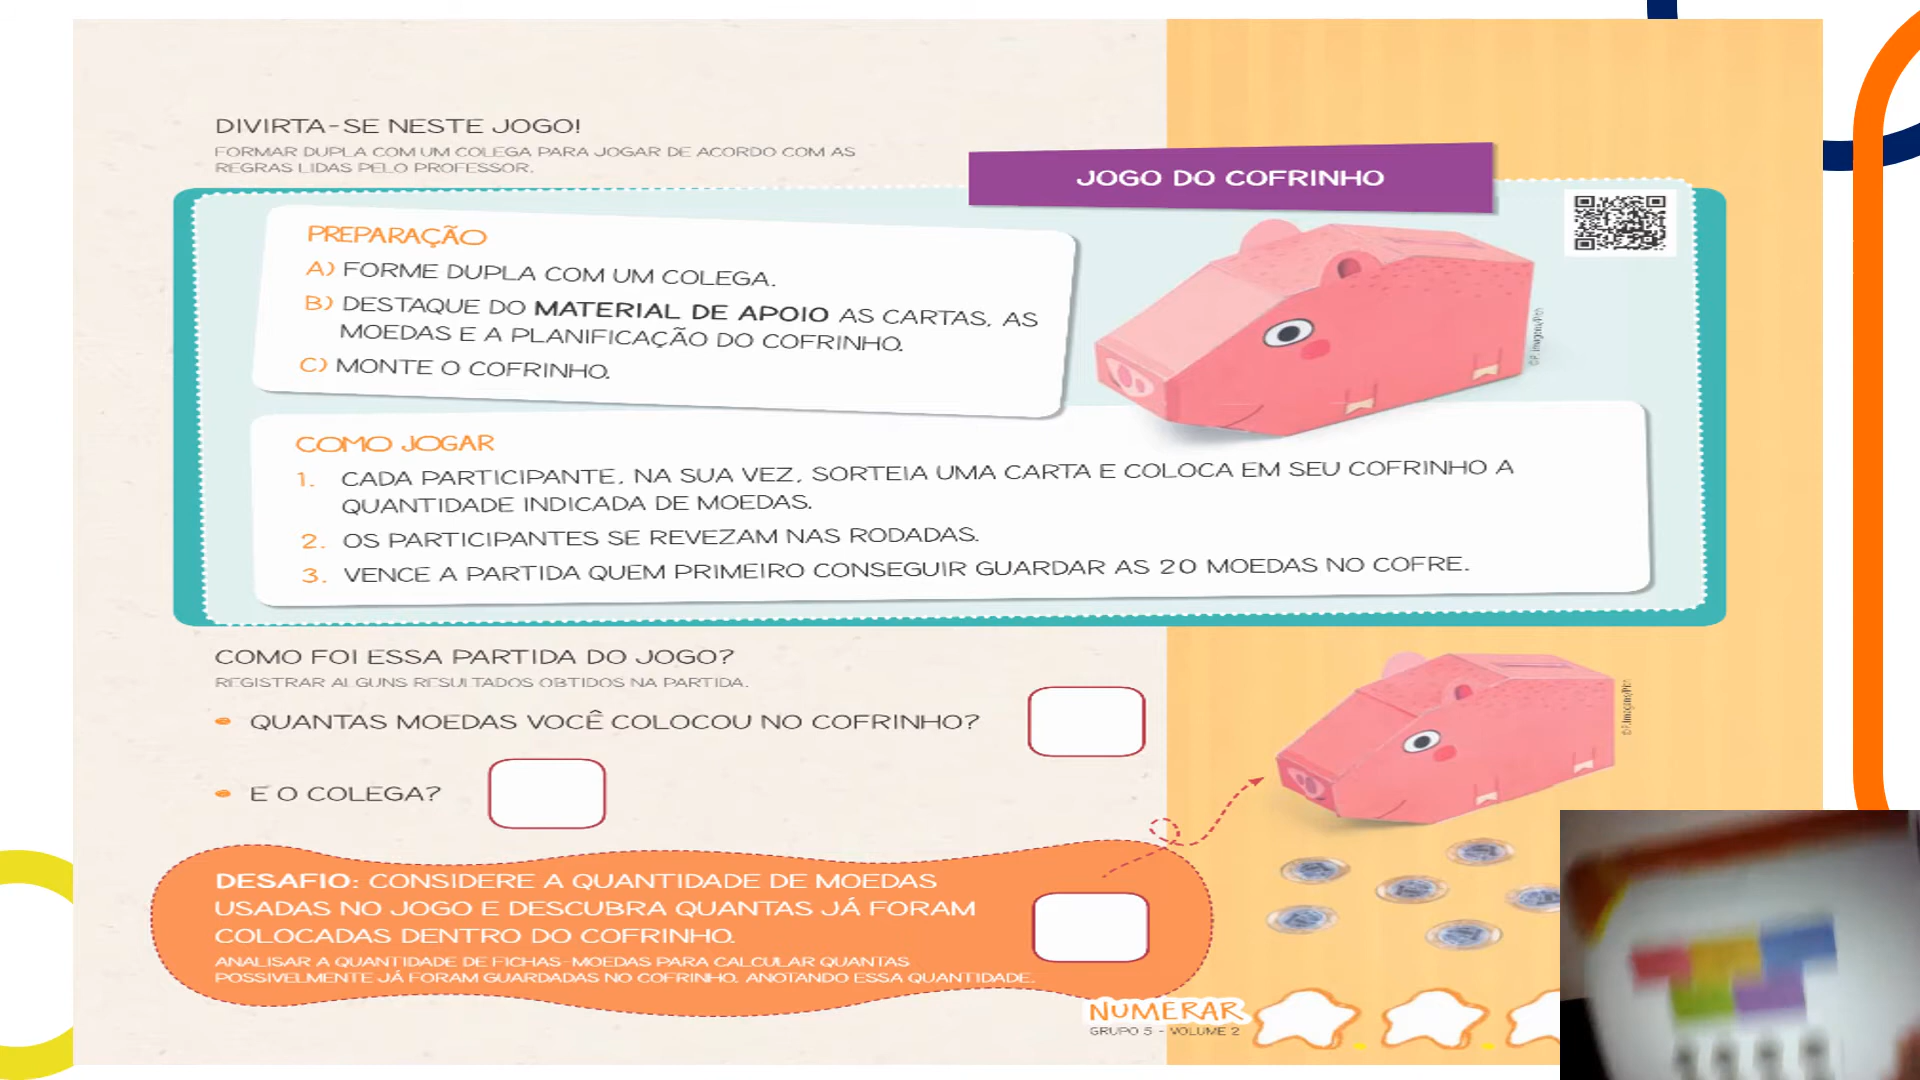 DIVIRTA-SE NESTE JOGO!
FORMAR DUPLA COM UM COLEGA PARA JOGAR DE ACORDO COM AS
REGRAS LIDAS PELO PROFESSOR.
JOGO DO COFRINHO
PREPARAÇÃO
A) FORME DUPLA COM UM COLEGA.
B) DESTAQUE DO MATERIAL DE APOIO AS CARTAS, AS
MOEDAS E A PLANIFICAÇÃO DO COFRINHO.
C) MONTE O COFRINHO.
COMO JOGAR
1. CADA PARTICIPANTE, NA SUA VEZ, SORTEIA UMA CARTA E COLOCA EM SEU COFRINHO A
QUANTIDADE INDICADA DE MOEDAS.
2. OS PARTICIPANTES SE REVEZAM NAS RODADAS.
3. VENCE A PARTIDA QUEM PRIMEIRO CONSEGUIR GUARDAR AS 20 MOEDAS NO COFRE.
©P. Imagens/Pith
COMO FOI ESSA PARTIDA DO JOGO?
REGISTRAR ALGUNS RESULTADOS OBTIDOS NA PARTIDA.
QUANTAS MOEDAS VOCÊ COLOCOU NO COFRINHO?
E O COLEGA?
©P. Imagens/Pith
DESAFIO: CONSIDERE A QUANTIDADE DE MOEDAS
USADAS NO JOGO E DESCUBRA QUANTAS JÁ FORAM
COLOCADAS DENTRO DO COFRINHO.
ANALISAR A QUANTIDADE DE FICHAS-MOEDAS PARA CALCULAR QUANTAS
POSSIVELMENTE JÁ FORAM GUARDADAS NO COFRINHO, ANOTANDO ESSA QUANTIDADE.
NUMERAR
GRUPO 5 - VOLUME 2